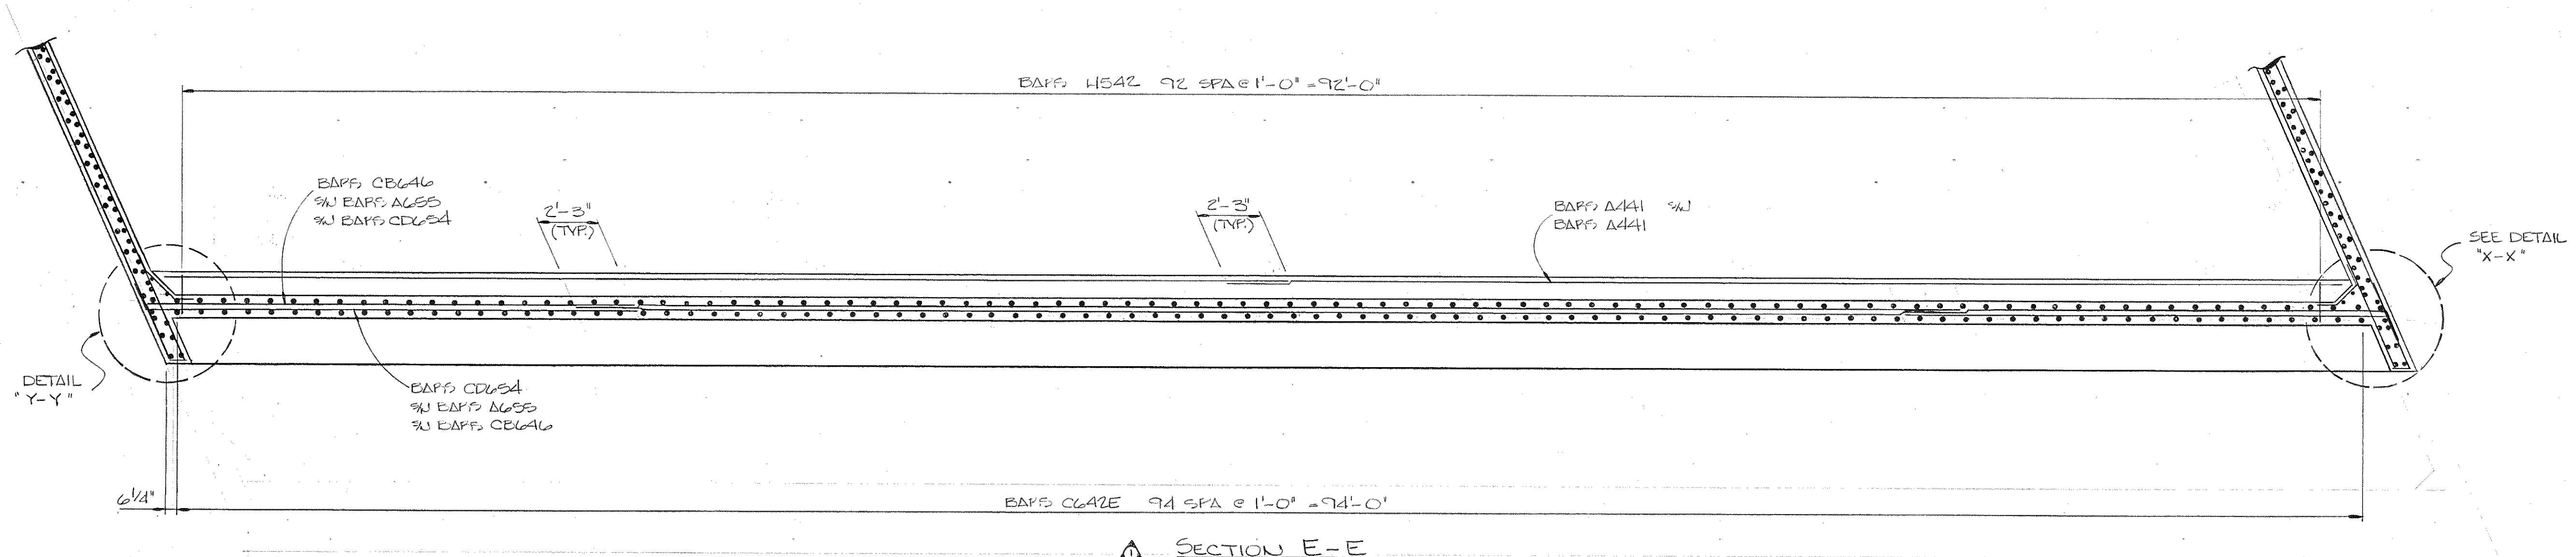 BARS H542 92 SPA @ 1'-0" = 92'-0"
BARS CB646
S/W BARS A655
S/W BARS CD654
2'-3"
(TYP.)
2'-3"
(TYP.)
BARS A441 S/W
BARS A441
SEE DETAIL
"X-X"
DETAIL
"Y-Y"
BARS CD654
S/W BARS A655
S/W BARS CB646
6 1/4"
BARS C642E 94 SPA @ 1'-0" = 94'-0"
1 SECTION E-E